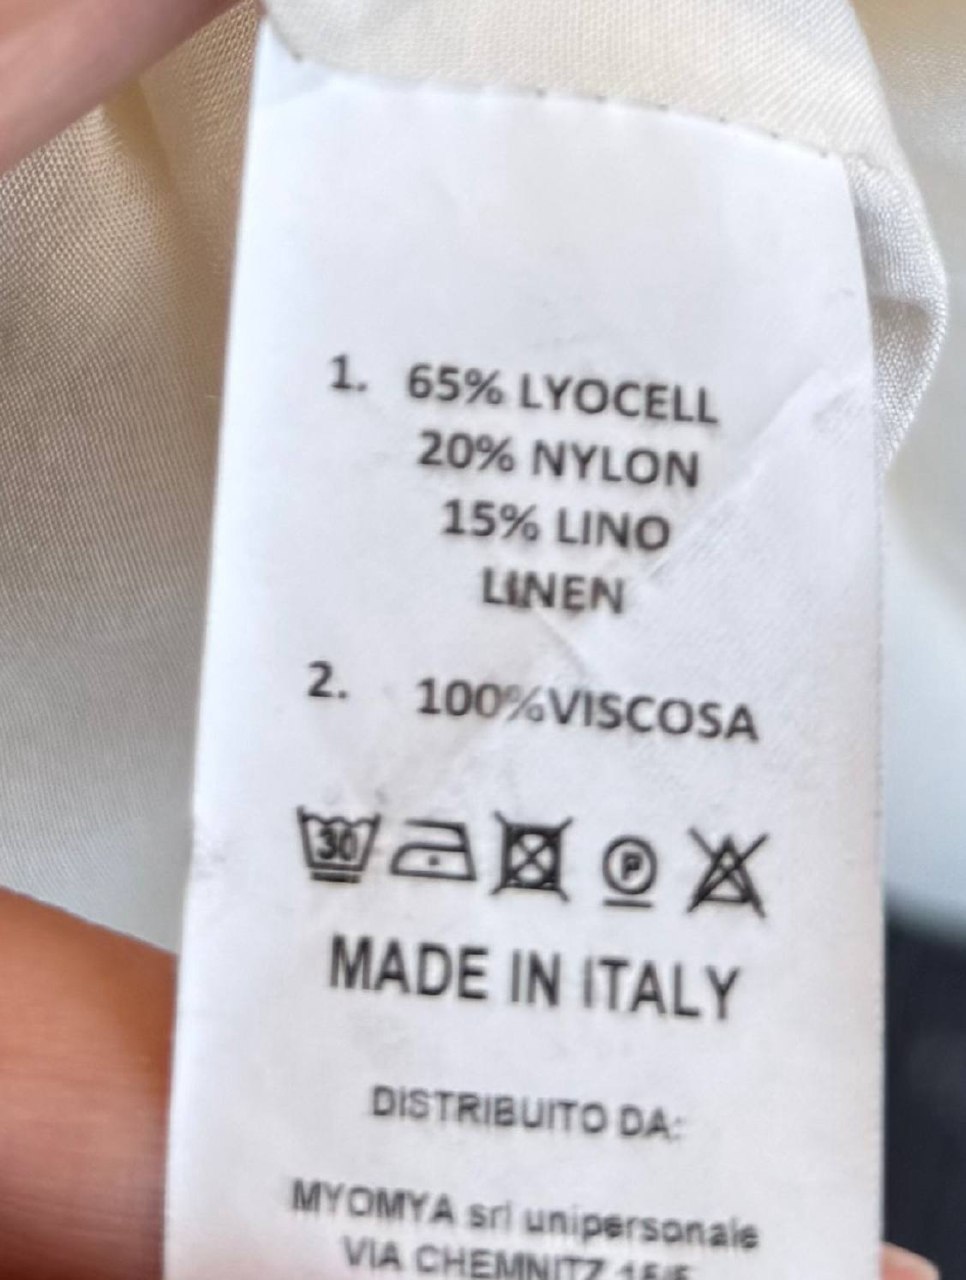 1. 65% LYOCELL
20% NYLON
15% LINO
LINEN
2. 100%VISCOSA
30 P
MADE IN ITALY
DISTRIBUITO DA:
MYOMYA srl unipersonale
VIA CHEMNITZ